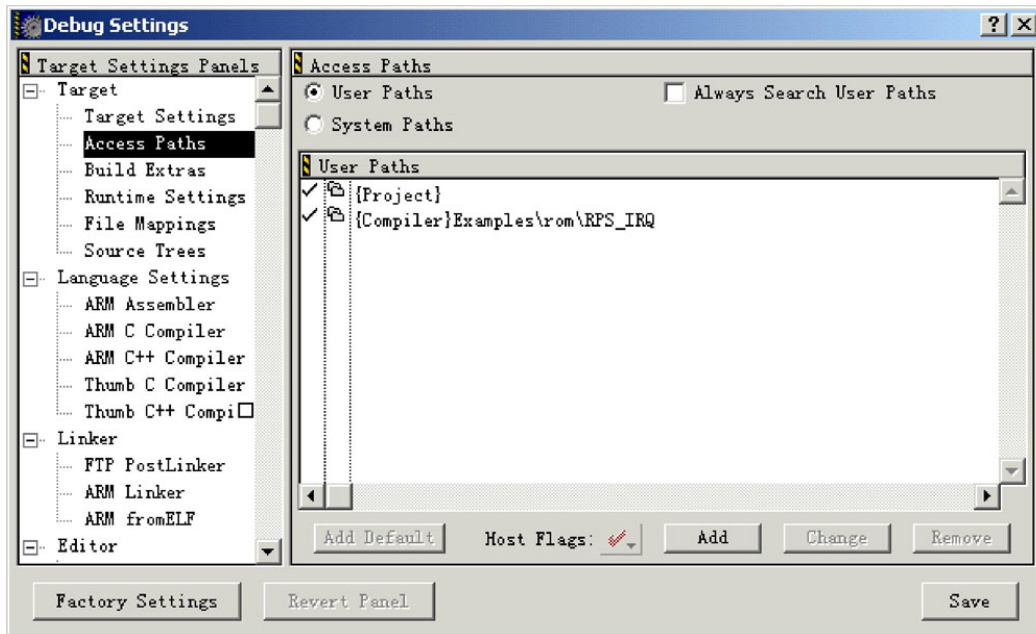 Debug Settings
Target Settings Panels
Target
Target Settings
Access Paths
Build Extras
Runtime Settings
File Mappings
Source Trees
Language Settings
ARM Assembler
ARM C Compiler
ARM C++ Compiler
Thumb C Compiler
Thumb C++ Compi
Linker
FTP PostLinker
ARM Linker
ARM fromELF
Editor
Access Paths
User Paths
Always Search User Paths
System Paths
User Paths
{Project}
{Compiler}Examples\rom\RPS_IRQ
Add Default
Host Flags:
Add
Change
Remove
Factory Settings
Revert Panel
Save